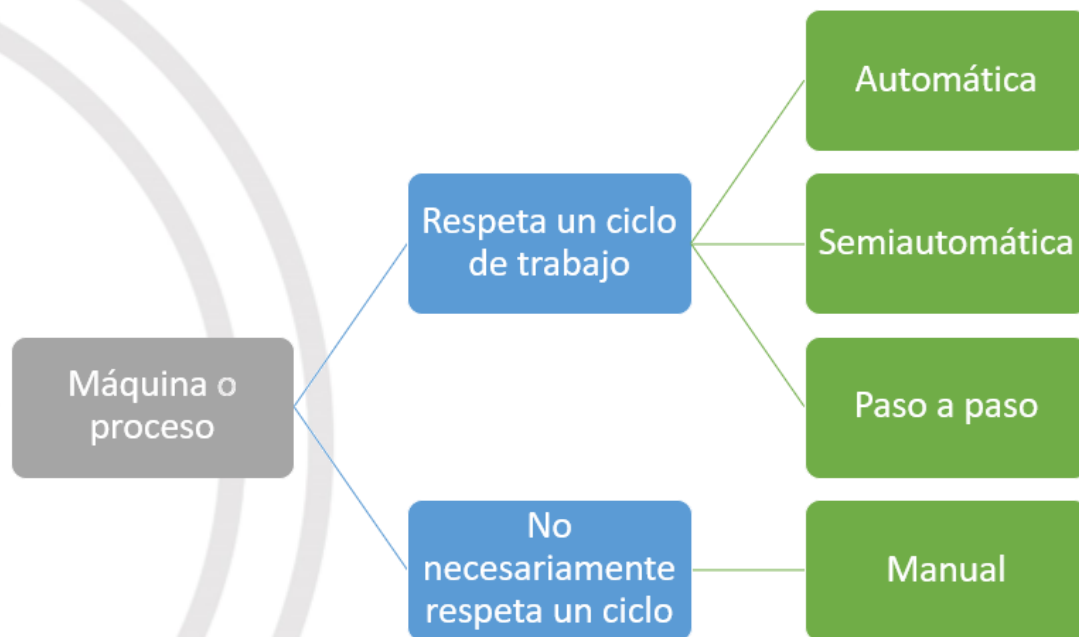 Máquina o
proceso
Respeta un ciclo
de trabajo
No
necesariamente
respeta un ciclo
Automática
Semiautomática
Paso a paso
Manual